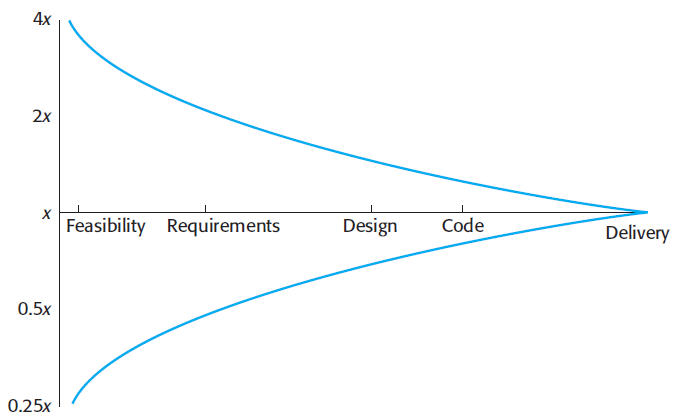 4x
2x
x
Feasibility Requirements Design Code Delivery
0.5x
0.25x